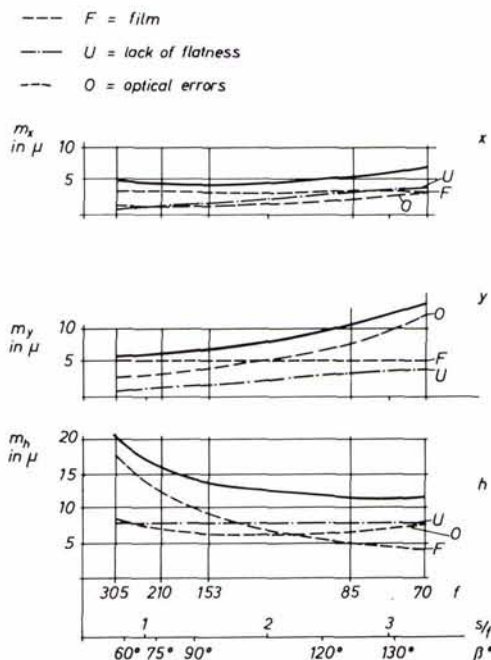 F = film
U = lack of flatness
O = optical errors
m_x in μ 10 5 x U F O
m_y in μ 10 5 y O F U
m_h in μ 20 15 10 5 h U O F
305 210 153 85 70 f
1 2 3 s/f
60° 75° 90° 120° 130° β°